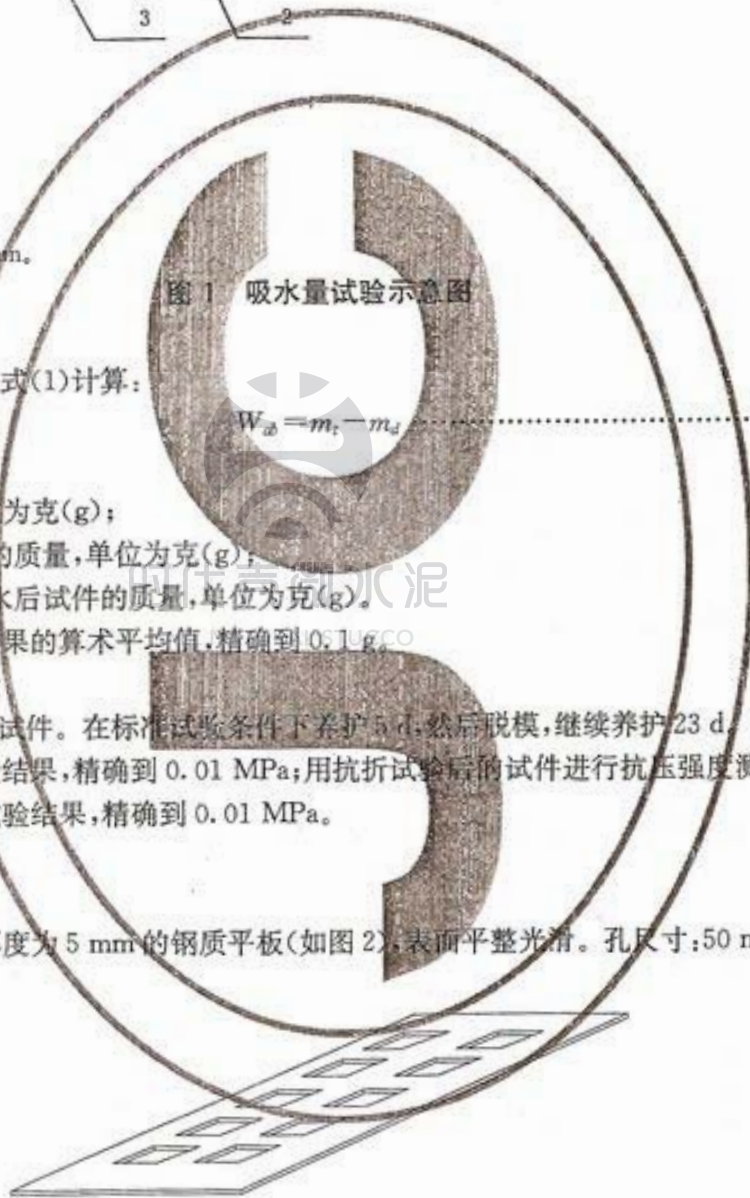 3
2
m。
图 1 吸水量试验示意图
式(1)计算:
W_ab=m_t-m_d ………………
为克(g);
的质量,单位为克(g);
水后试件的质量,单位为克(g)。
果的算术平均值,精确到 0.1 g。
试件。在标准试验条件下养护 5 d,然后脱模,继续养护 23 d,
结果,精确到 0.01 MPa;用抗折试验后的试件进行抗压强度测
验结果,精确到 0.01 MPa。
厚度为 5 mm 的钢质平板(如图 2),表面平整光滑。孔尺寸:50 m